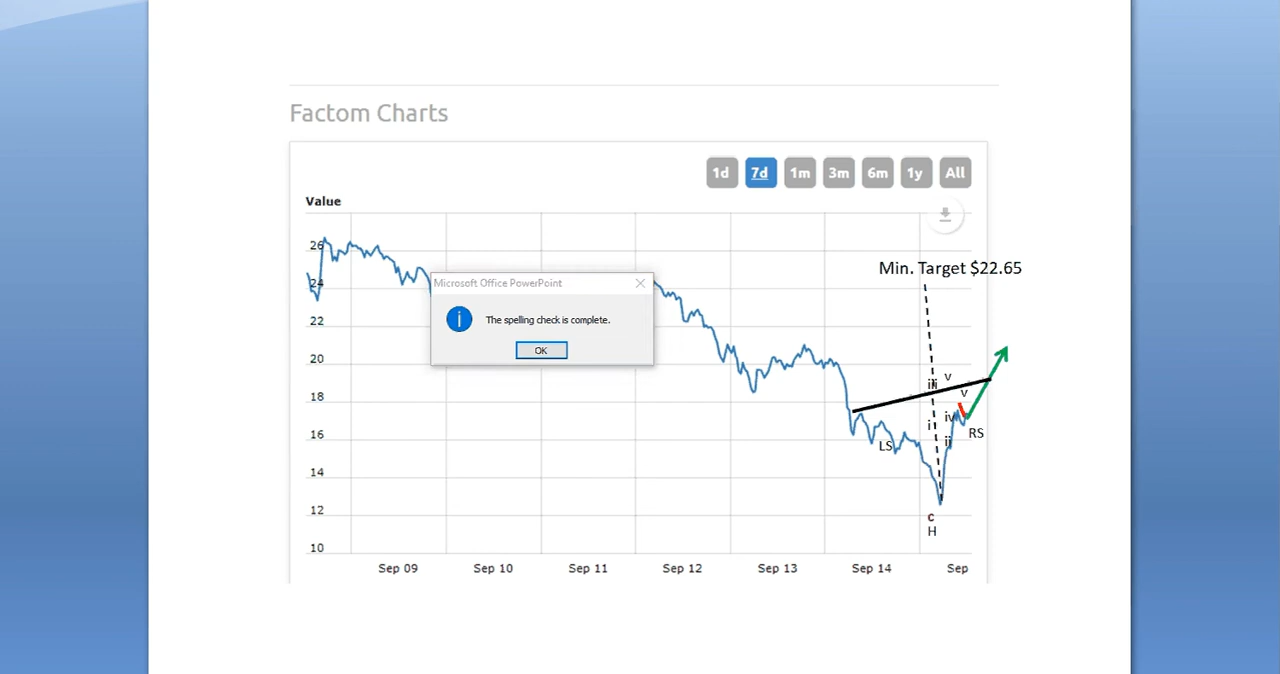 Factom Charts
1d 7d 1m 3m 6m 1y All
Value
26
24
22
20
18
16
14
12
10
Min. Target $22.65
Microsoft Office PowerPoint
The spelling check is complete.
OK
iii v
v
i iv
LS ii RS
c
H
Sep 09 Sep 10 Sep 11 Sep 12 Sep 13 Sep 14 Sep